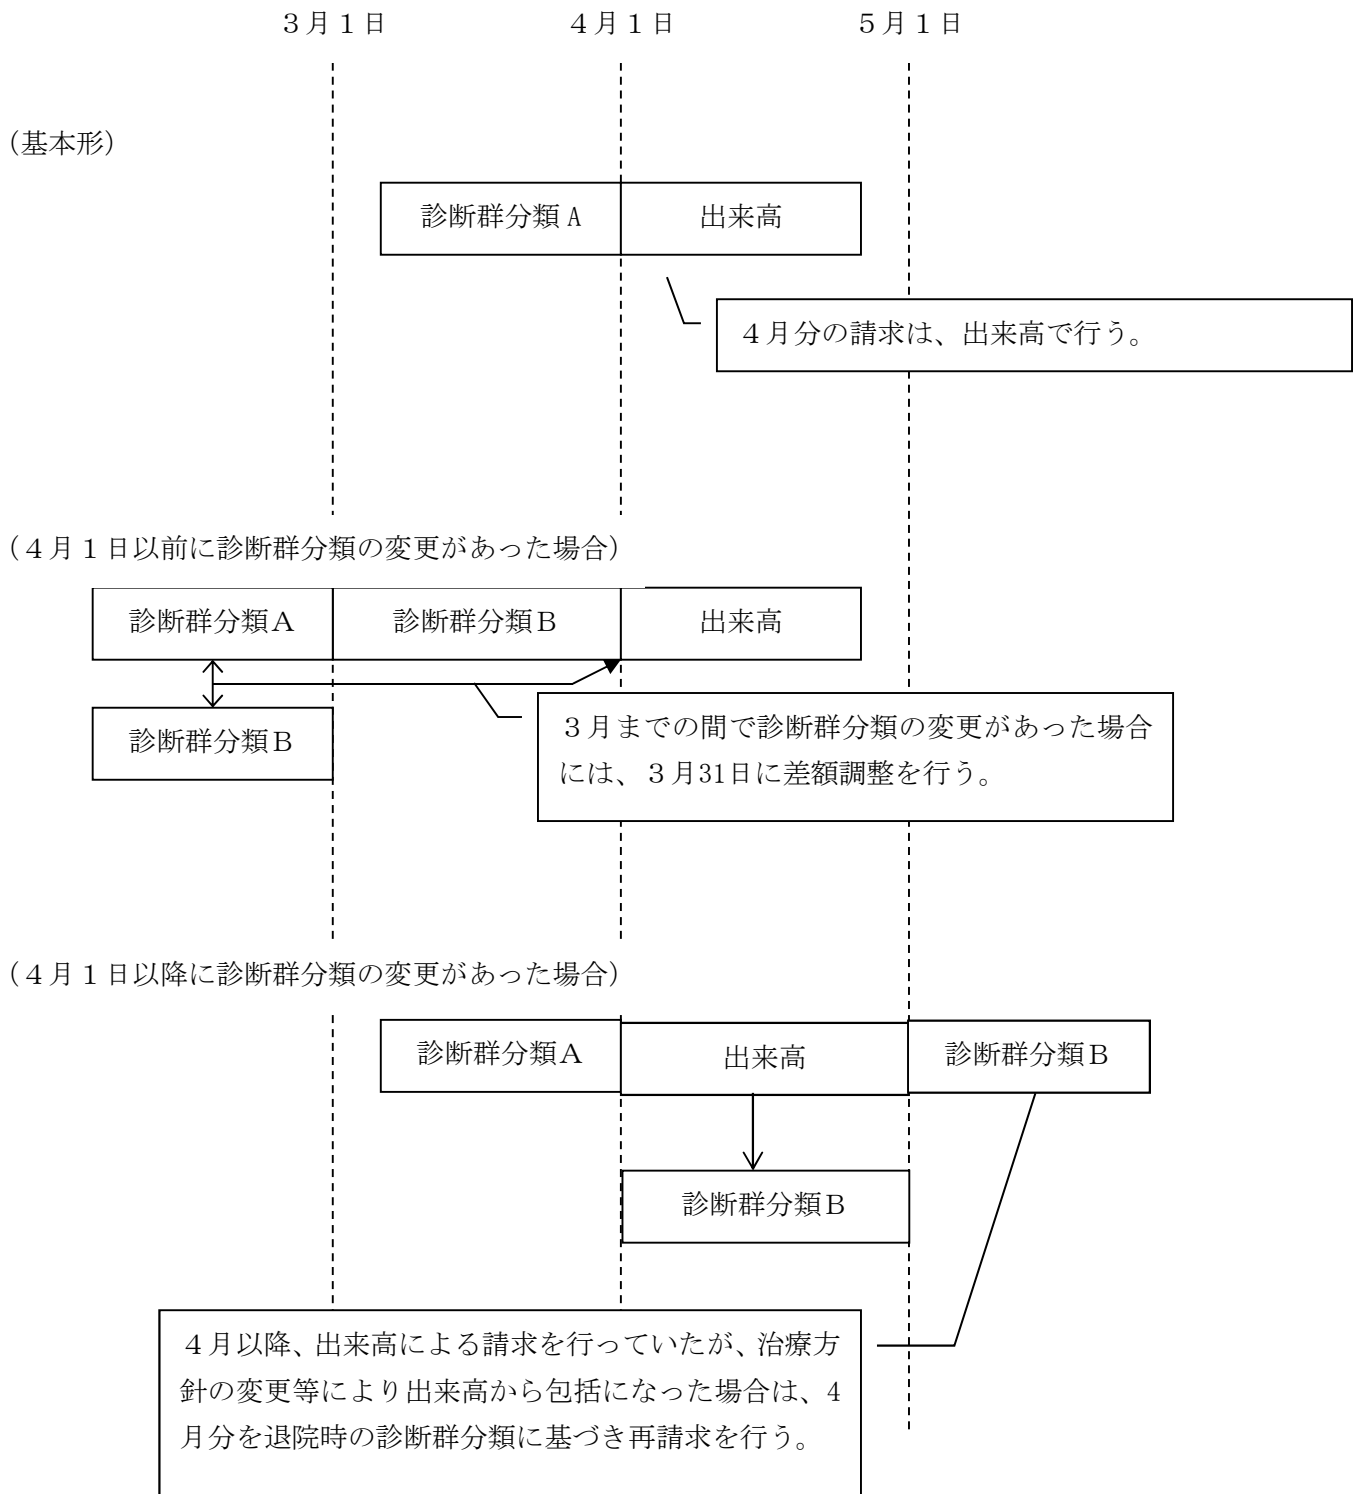 ３月１日　４月１日　５月１日
（基本形）
診断群分類 A　出来高
４月分の請求は、出来高で行う。
（４月１日以前に診断群分類の変更があった場合）
診断群分類Ａ　診断群分類Ｂ　出来高
診断群分類Ｂ
３月までの間で診断群分類の変更があった場合
には、３月31日に差額調整を行う。
（４月１日以降に診断群分類の変更があった場合）
診断群分類Ａ　出来高　診断群分類Ｂ
診断群分類Ｂ
４月以降、出来高による請求を行っていたが、治療方
針の変更等により出来高から包括になった場合は、4
月分を退院時の診断群分類に基づき再請求を行う。